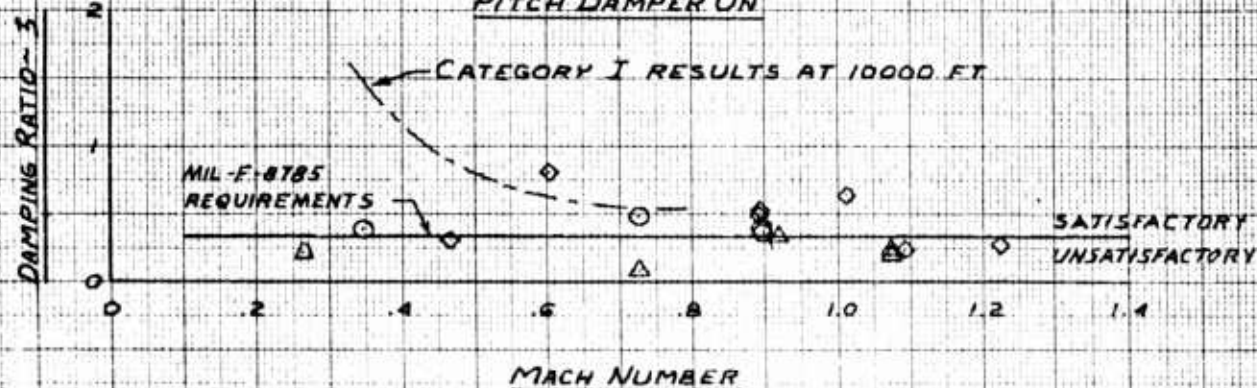 PITCH DAMPER ON
2
CATEGORY I RESULTS AT 10000 FT
DAMPING RATIO~ ζ
1
MIL-F-8785
REQUIREMENTS
SATISFACTORY
UNSATISFACTORY
0
0 .2 .4 .6 .8 1.0 1.2 1.4
MACH NUMBER